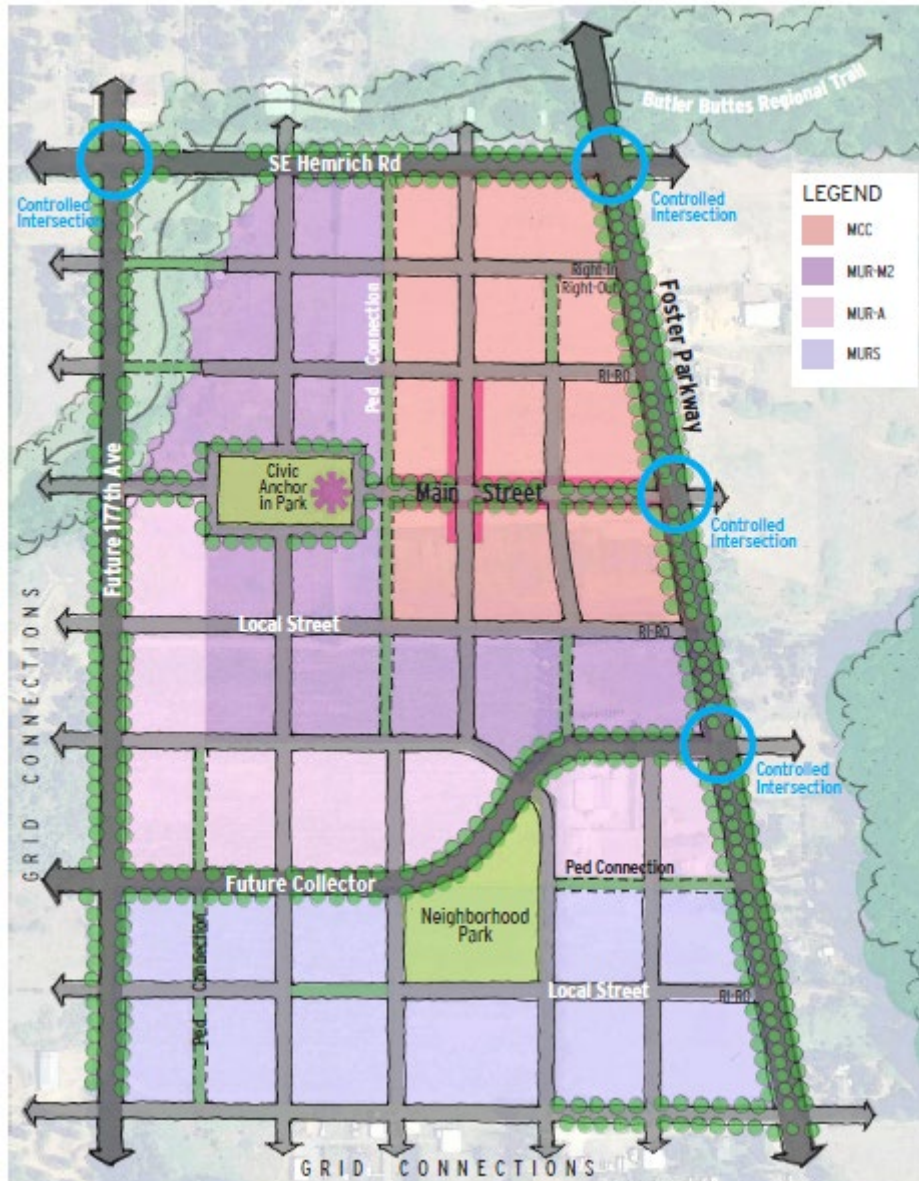 Butler Buttes Regional Trail
SE Hemrich Rd
Controlled
Intersection
Controlled
Intersection
LEGEND
MCC
MUR-M2
MUR-A
MURS
Right-In
Right-Out
Foster Parkway
Ped Connection
RI-RO
Civic
Anchor
in Park
Main Street
Controlled
Intersection
Future 177th Ave
Local Street
RI-RO
Controlled
Intersection
GRID CONNECTIONS
Ped Connection
Future Collector
Neighborhood
Park
Ped Connection
Local Street
RI-RO
GRID CONNECTIONS